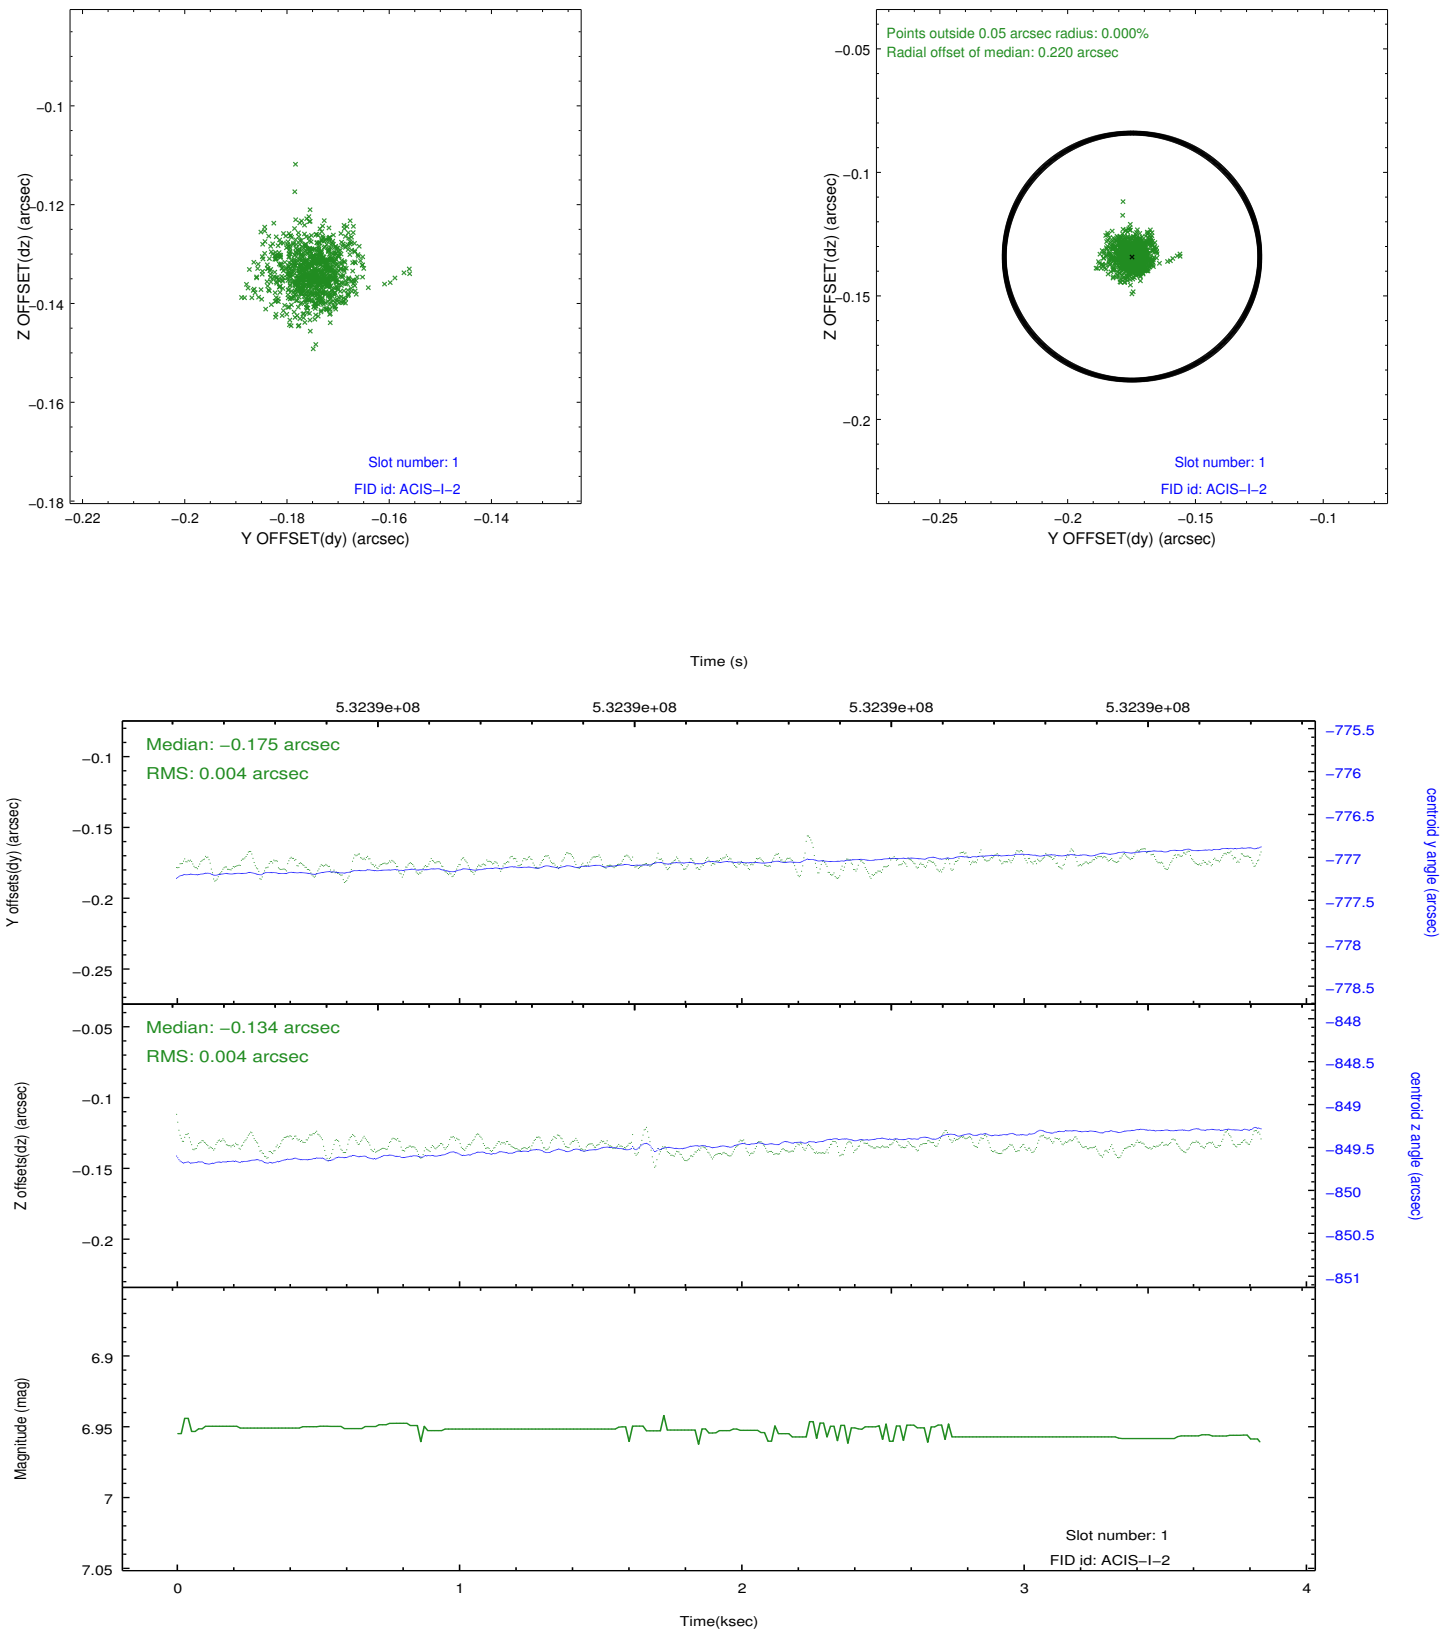 −0.1
−0.12
−0.14
−0.16
−0.18
Z OFFSET(dz) (arcsec)
Slot number: 1
FID id: ACIS−I−2
−0.22
−0.2
−0.18
−0.16
−0.14
Y OFFSET(dy) (arcsec)
Points outside 0.05 arcsec radius: 0.000%
Radial offset of median: 0.220 arcsec
−0.05
−0.1
−0.15
−0.2
Z OFFSET(dz) (arcsec)
Slot number: 1
FID id: ACIS−I−2
−0.25
−0.2
−0.15
−0.1
Y OFFSET(dy) (arcsec)
Time (s)
5.3239e+08
5.3239e+08
5.3239e+08
5.3239e+08
Median: −0.175 arcsec
RMS: 0.004 arcsec
−0.1
−0.15
−0.2
−0.25
Y offsets(dy) (arcsec)
−775.5
−776
−776.5
−777
−777.5
−778
−778.5
centroid y angle (arcsec)
Median: −0.134 arcsec
RMS: 0.004 arcsec
−0.05
−0.1
−0.15
−0.2
Z offsets(dz) (arcsec)
−848
−848.5
−849
−849.5
−850
−850.5
−851
centroid z angle (arcsec)
6.9
6.95
7
7.05
Magnitude (mag)
Slot number: 1
FID id: ACIS−I−2
0
1
2
3
4
Time(ksec)